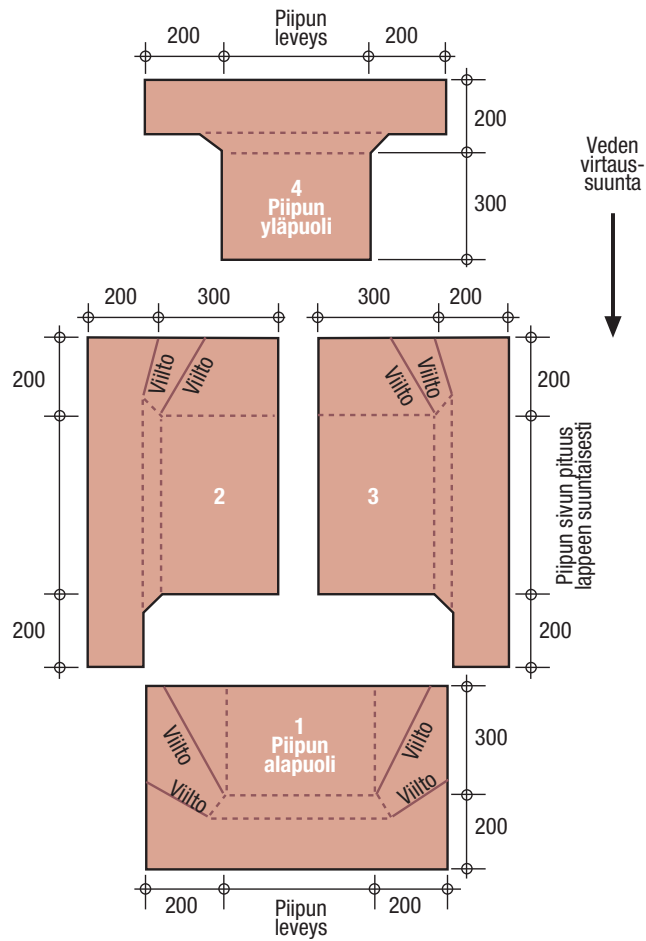 Piipun
leveys
200
200
200
300
4
Piipun
yläpuoli
Veden
virtaus-
suunta
200
300
300
200
200
Viilto
Viilto
Viilto
Viilto
200
2
3
Piipun sivun pituus
lappeen suuntaisesti
200
200
1
Piipun
alapuoli
Viilto
Viilto
Viilto
Viilto
300
200
200
Piipun
leveys
200